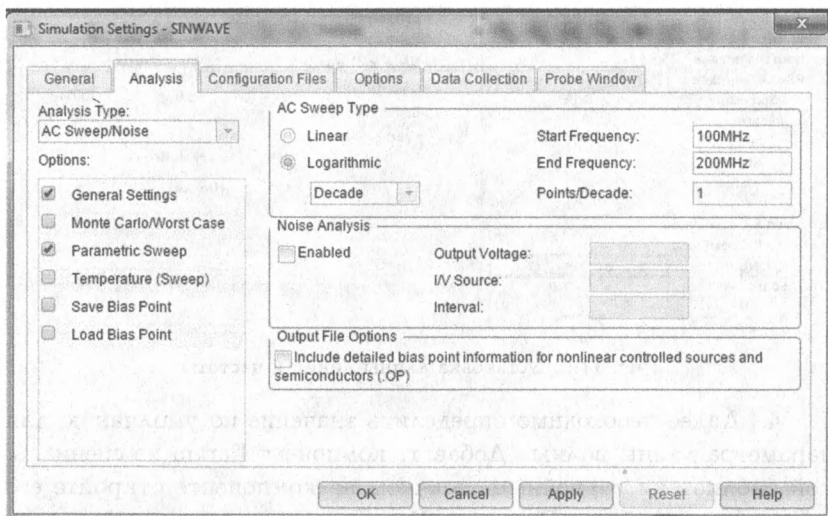 Simulation Settings - SINWAVE
General Analysis Configuration Files Options Data Collection Probe Window
Analysis Type:
AC Sweep/Noise
Options:
General Settings
Monte Carlo/Worst Case
Parametric Sweep
Temperature (Sweep)
Save Bias Point
Load Bias Point
AC Sweep Type
Linear
Logarithmic
Decade
Start Frequency: 100MHz
End Frequency: 200MHz
Points/Decade: 1
Noise Analysis
Enabled
Output Voltage:
I/V Source:
Interval:
Output File Options
Include detailed bias point information for nonlinear controlled sources and
semiconductors (.OP)
OK Cancel Apply Reset Help